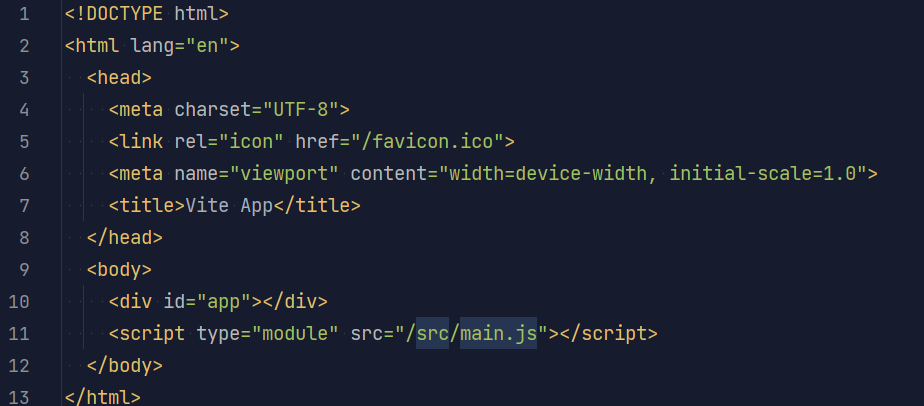 1 <!DOCTYPE html>
2 <html lang="en">
3   <head>
4     <meta charset="UTF-8">
5     <link rel="icon" href="/favicon.ico">
6     <meta name="viewport" content="width=device-width, initial-scale=1.0">
7     <title>Vite App</title>
8   </head>
9   <body>
10     <div id="app"></div>
11     <script type="module" src="/src/main.js"></script>
12   </body>
13 </html>